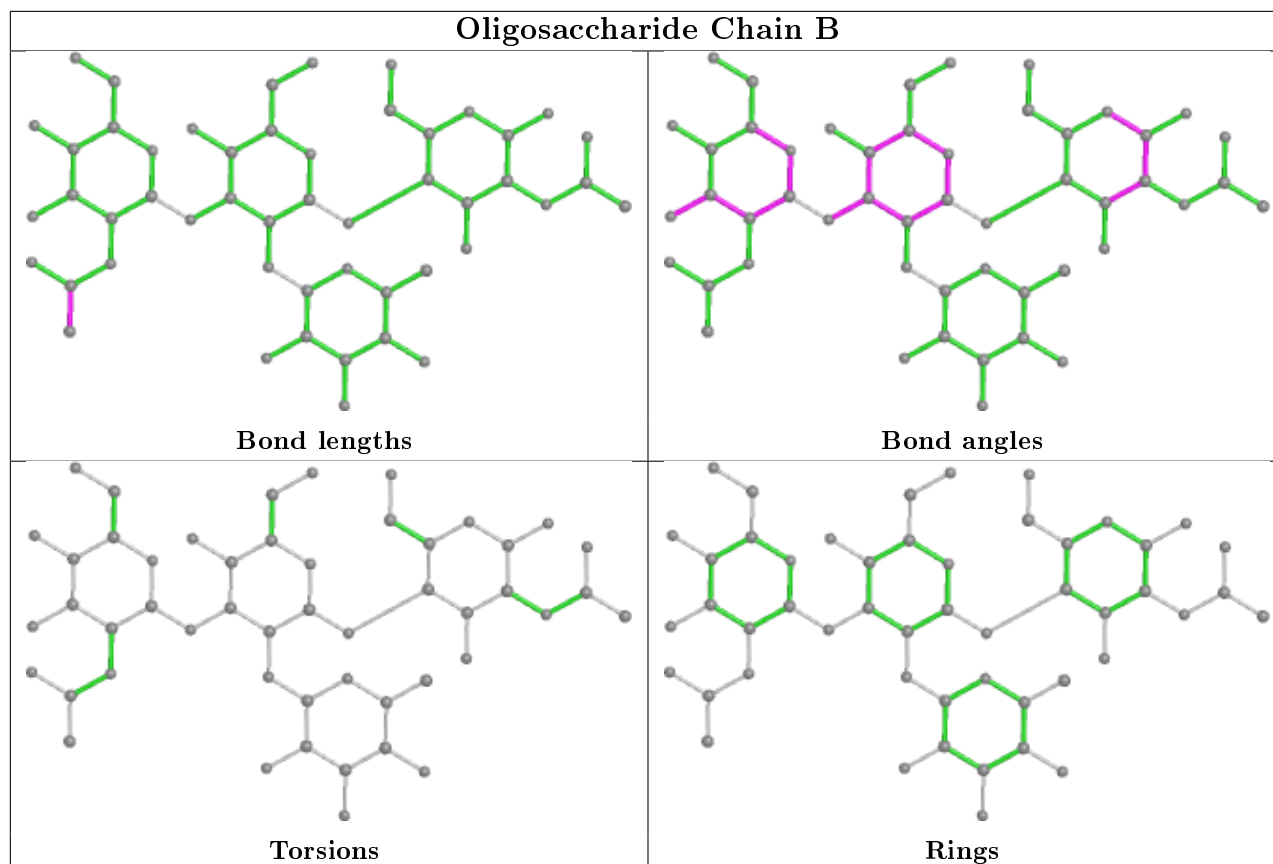 Oligosaccharide Chain B
Bond lengths
Bond angles
Torsions
Rings